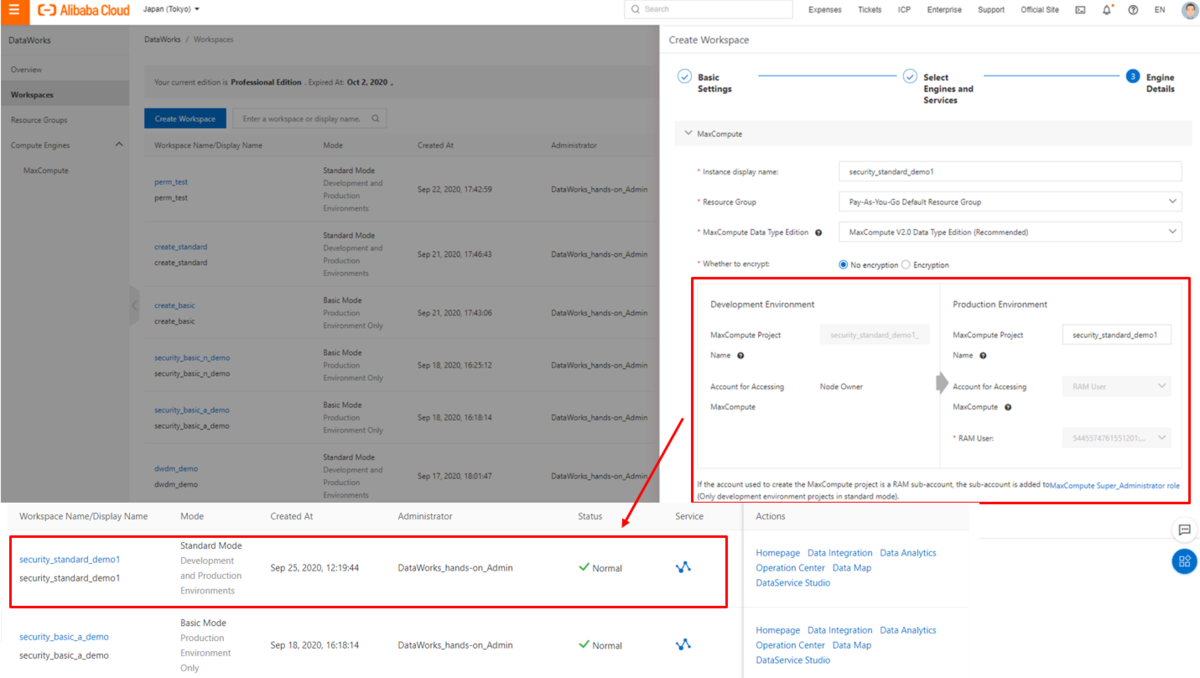 Alibaba Cloud
Japan (Tokyo)
Search
Expenses
Tickets
ICP
Enterprise
Support
Official Site
EN
DataWorks
Overview
Workspaces
Resource Groups
Compute Engines
MaxCompute
DataWorks / Workspaces
Your current edition is Professional Edition . Expired At: Oct 2, 2020 .
Create Workspace
Enter a workspace or display name.
Workspace Name/Display Name
Mode
Created At
Administrator
perm_test
perm_test
Standard Mode
Development and
Production
Environments
Sep 22, 2020, 17:42:59
DataWorks_hands-on_Admin
create_standard
create_standard
Standard Mode
Development and
Production
Environments
Sep 21, 2020, 17:46:43
DataWorks_hands-on_Admin
create_basic
create_basic
Basic Mode
Production
Environment Only
Sep 21, 2020, 17:43:06
DataWorks_hands-on_Admin
security_basic_n_demo
security_basic_n_demo
Basic Mode
Production
Environment Only
Sep 18, 2020, 16:25:12
DataWorks_hands-on_Admin
security_basic_a_demo
security_basic_a_demo
Basic Mode
Production
Environment Only
Sep 18, 2020, 16:18:14
DataWorks_hands-on_Admin
dwdm_demo
dwdm_demo
Standard Mode
Development and
Production
Environments
Sep 17, 2020, 18:01:47
DataWorks_hands-on_Admin
Create Workspace
Basic
Settings
Select
Engines and
Services
3
Engine
Details
MaxCompute
* Instance display name:
security_standard_demo1
* Resource Group
Pay-As-You-Go Default Resource Group
* MaxCompute Data Type Edition
MaxCompute V2.0 Data Type Edition (Recommended)
* Whether to encrypt:
No encryption
Encryption
Development Environment
MaxCompute Project
Name
security_standard_demo1_
Account for Accessing
MaxCompute
Node Owner
Production Environment
MaxCompute Project
Name
security_standard_demo1
Account for Accessing
MaxCompute
RAM User
* RAM User:
5445574761551201:...
If the account used to create the MaxCompute project is a RAM sub-account, the sub-account is added toMaxCompute Super_Administrator role
(Only development environment projects in standard mode).
Workspace Name/Display Name
Mode
Created At
Administrator
Status
Service
Actions
security_standard_demo1
security_standard_demo1
Standard Mode
Development
and Production
Environments
Sep 25, 2020, 12:19:44
DataWorks_hands-on_Admin
Normal
Homepage Data Integration Data Analytics
Operation Center Data Map
DataService Studio
security_basic_a_demo
security_basic_a_demo
Basic Mode
Production
Environment
Only
Sep 18, 2020, 16:18:14
DataWorks_hands-on_Admin
Normal
Homepage Data Integration Data Analytics
Operation Center Data Map
DataService Studio